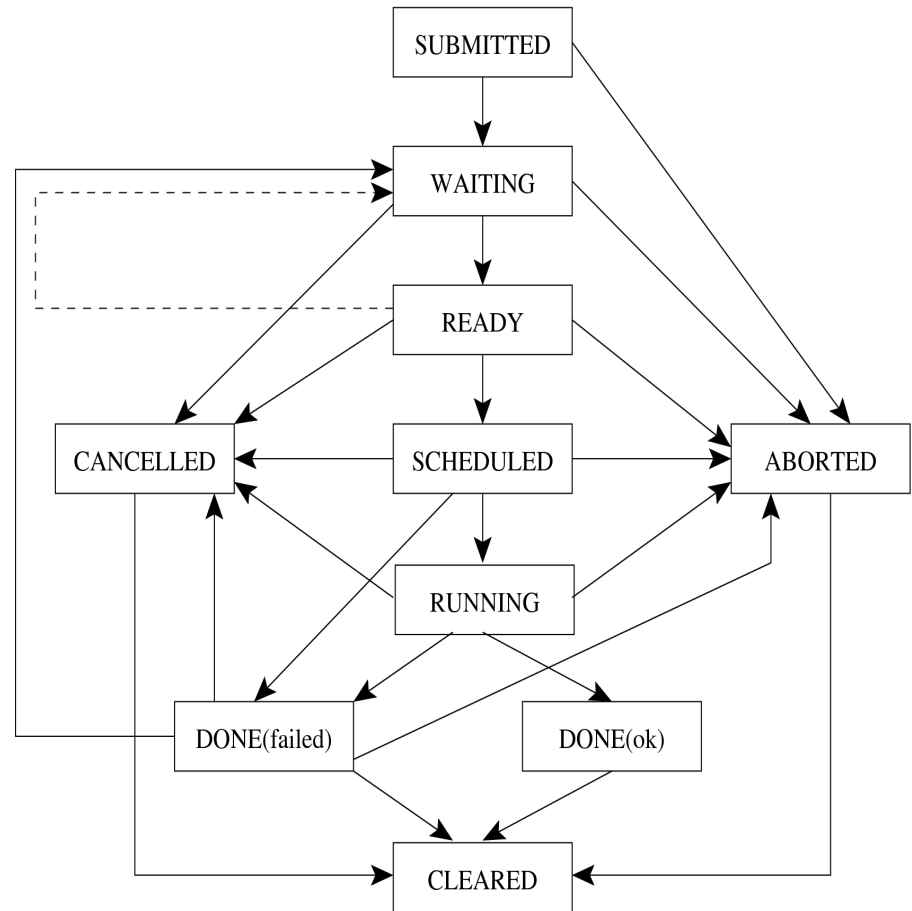 SUBMITTED
WAITING
READY
CANCELLED
SCHEDULED
ABORTED
RUNNING
DONE(failed)
DONE(ok)
CLEARED